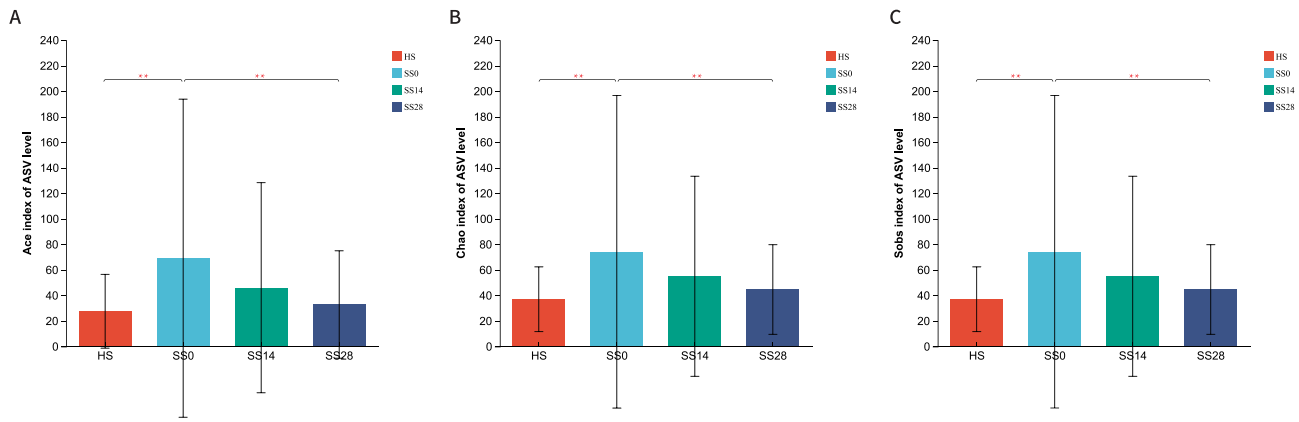 A
Ace index of ASV level
240
220
200
180
160
140
120
100
80
60
40
20
0
HS
SS0
SS14
SS28
**
**
HS
SS0
SS14
SS28
B
Chao index of ASV level
240
220
200
180
160
140
120
100
80
60
40
20
0
HS
SS0
SS14
SS28
**
**
HS
SS0
SS14
SS28
C
Sobs index of ASV level
240
220
200
180
160
140
120
100
80
60
40
20
0
HS
SS0
SS14
SS28
**
**
HS
SS0
SS14
SS28